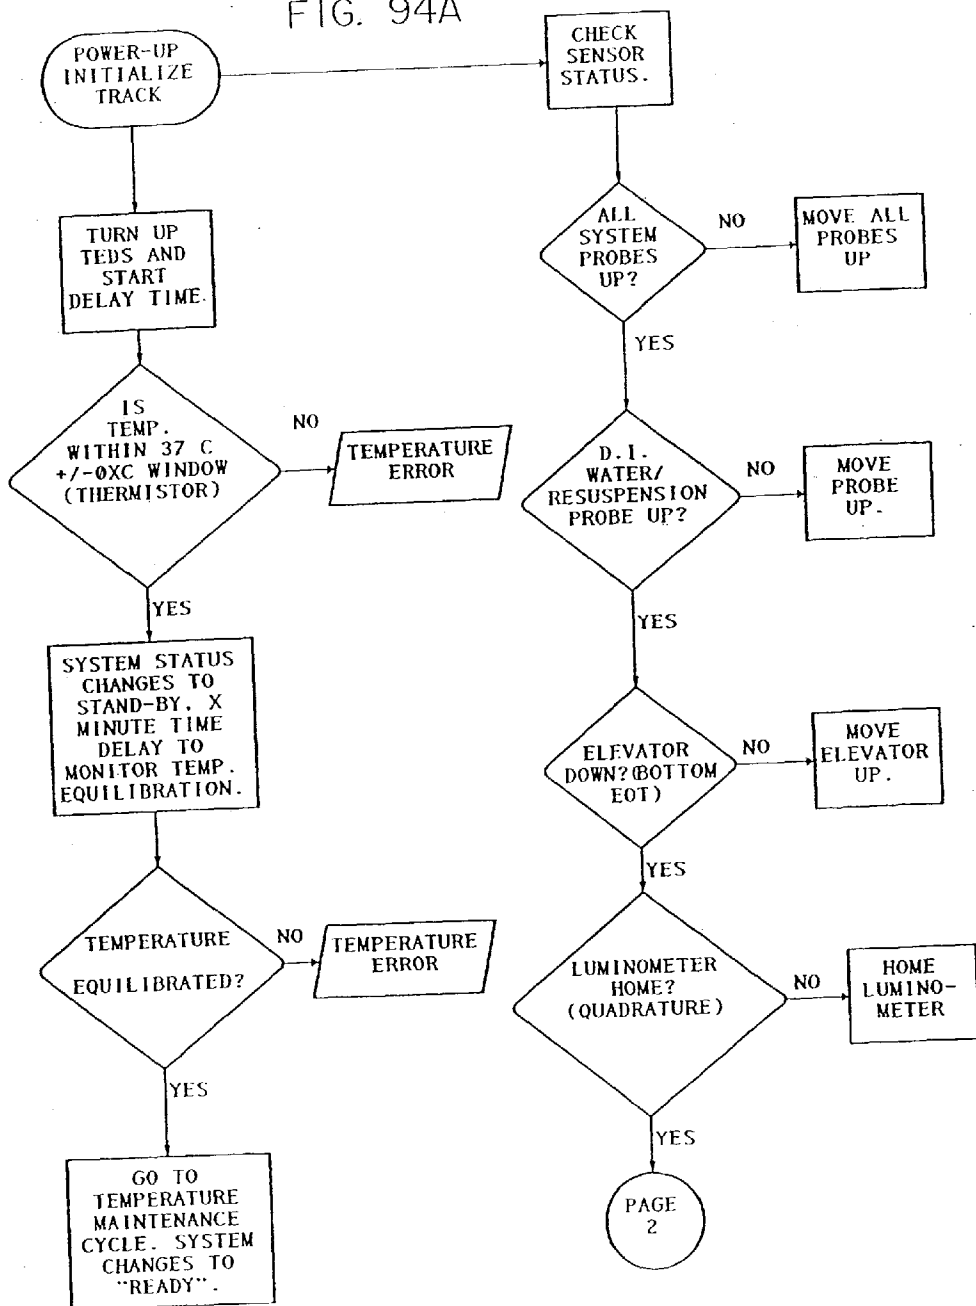 FIG. 94A
POWER-UP
INITIALIZE
TRACK
TURN UP
TEDS AND
START
DELAY TIME.
IS
TEMP.
WITHIN 37 C
+/-0XC WINDOW
(THERMISTOR)
NO
TEMPERATURE
ERROR
YES
SYSTEM STATUS
CHANGES TO
STAND-BY. X
MINUTE TIME
DELAY TO
MONITOR TEMP.
EQUILIBRATION.
TEMPERATURE
EQUILIBRATED?
NO
TEMPERATURE
ERROR
YES
GO TO
TEMPERATURE
MAINTENANCE
CYCLE. SYSTEM
CHANGES TO
"READY".
CHECK
SENSOR
STATUS.
ALL
SYSTEM
PROBES
UP?
NO
MOVE ALL
PROBES
UP
YES
D.I.
WATER/
RESUSPENSION
PROBE UP?
NO
MOVE
PROBE
UP.
YES
ELEVATOR
DOWN?(BOTTOM
EOT)
NO
MOVE
ELEVATOR
UP.
YES
LUMINOMETER
HOME?
(QUADRATURE)
NO
HOME
LUMINO-
METER
YES
PAGE
2